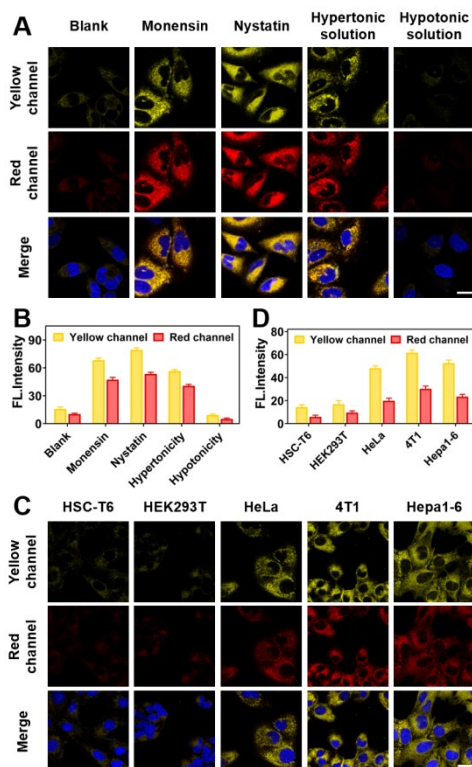 A
Blank
Monensin
Nystatin
Hypertonic
solution
Hypotonic
solution
Yellow
channel
Red
channel
Merge
B
Yellow channel
Red channel
FL.Intensity
90
60
30
0
Blank
Monensin
Nystatin
Hypertonicity
Hypotonicity
D
Yellow channel
Red channel
FL.Intensity
80
60
40
20
0
HSC-T6
HEK293T
HeLa
4T1
Hepa1-6
C
HSC-T6
HEK293T
HeLa
4T1
Hepa1-6
Yellow
channel
Red
channel
Merge